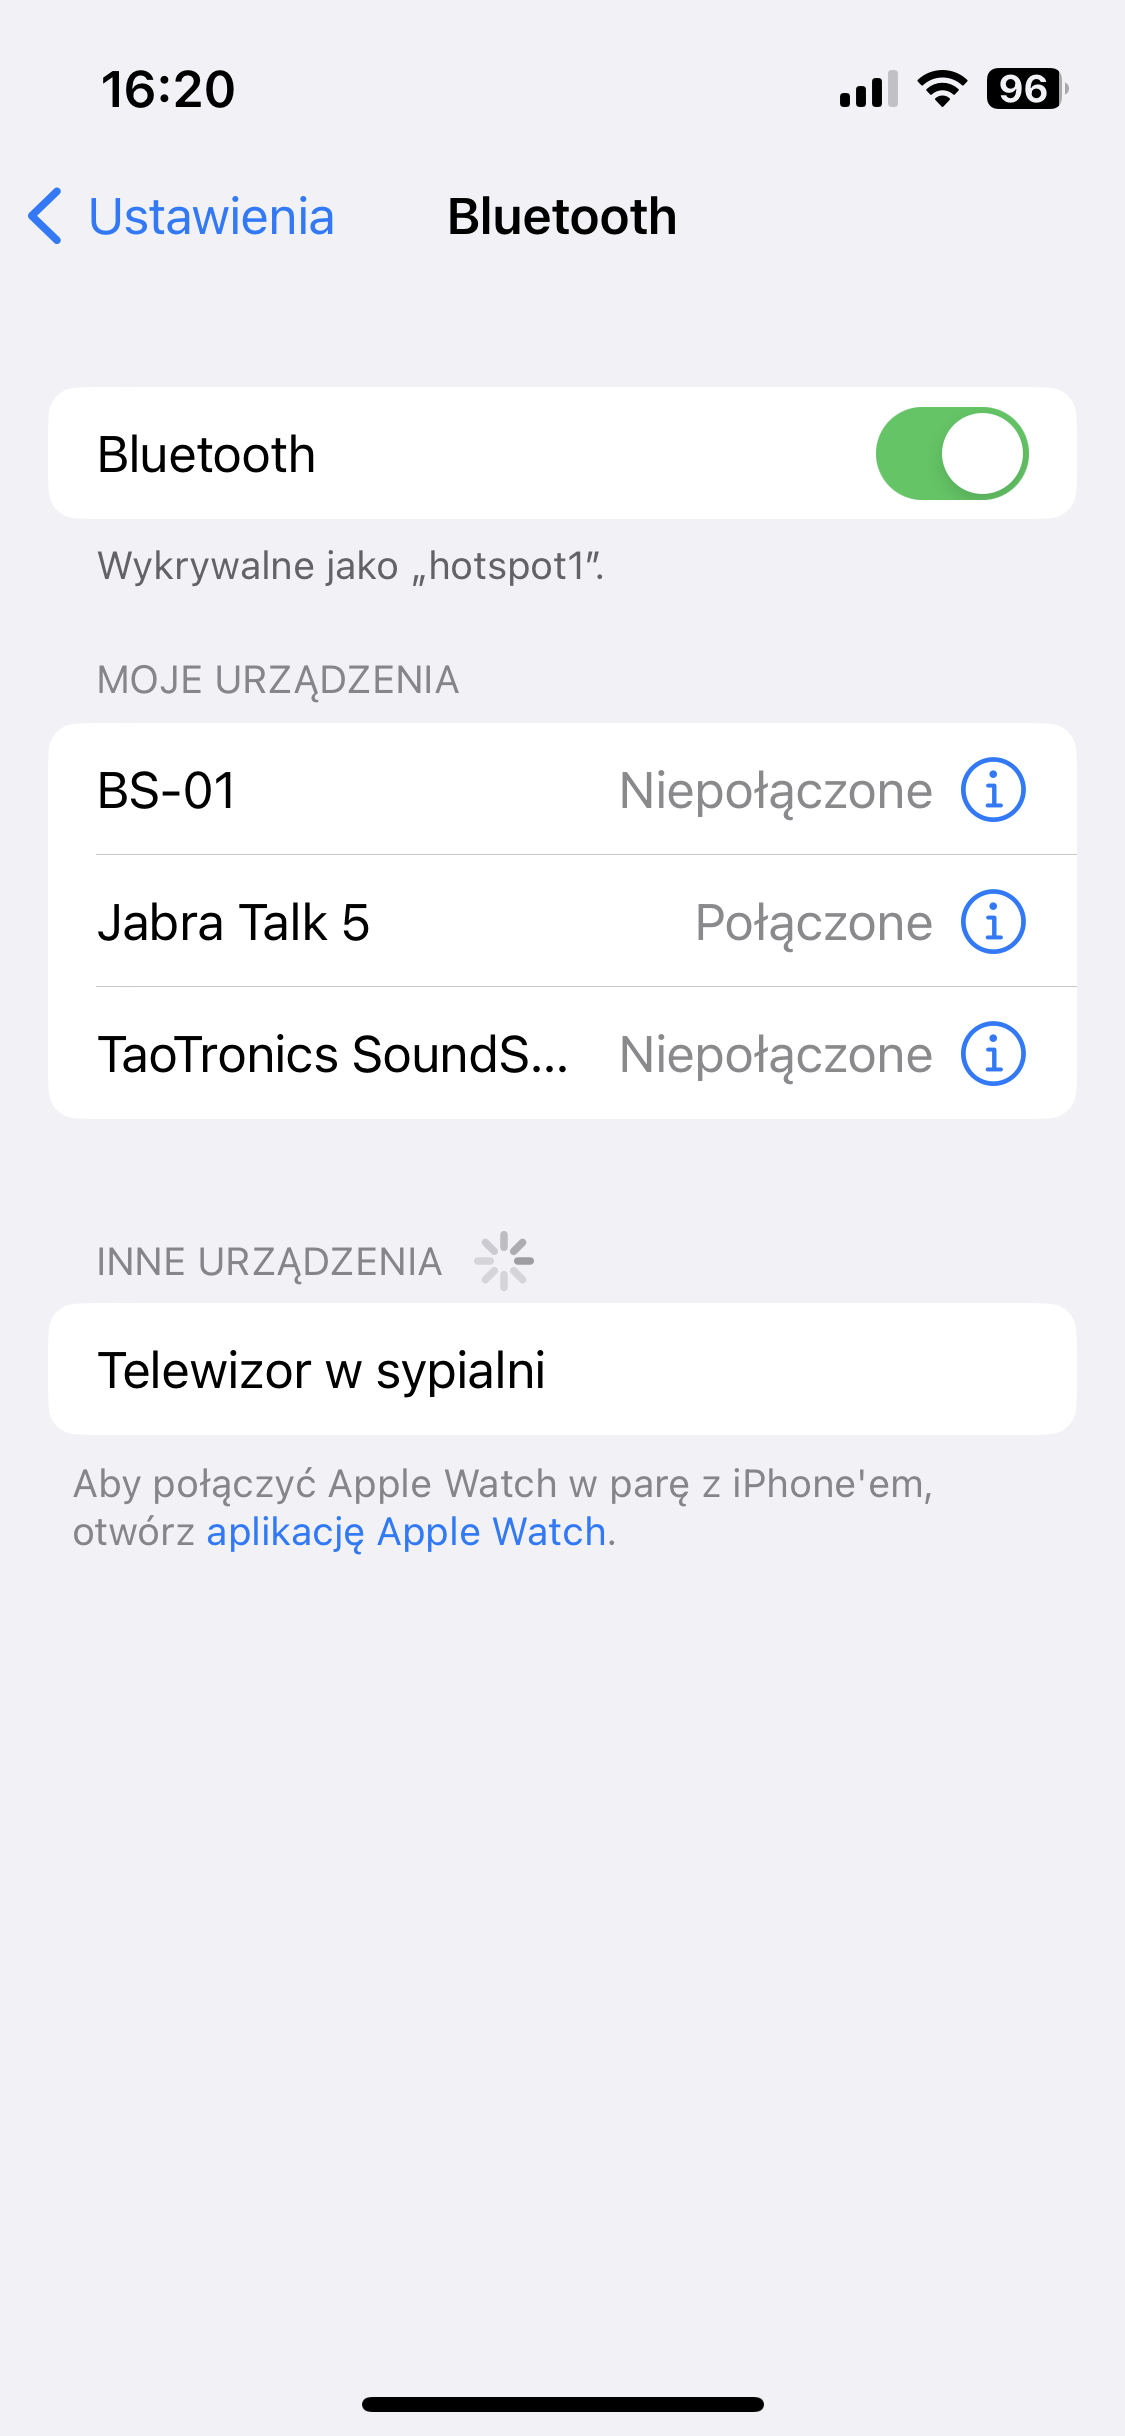 16:20
96
Ustawienia
Bluetooth
Bluetooth
Wykrywalne jako „hotspot1”.
MOJE URZĄDZENIA
BS-01 Niepołączone
Jabra Talk 5 Połączone
TaoTronics SoundS... Niepołączone
INNE URZĄDZENIA
Telewizor w sypialni
Aby połączyć Apple Watch w parę z iPhone'em,
otwórz aplikację Apple Watch.